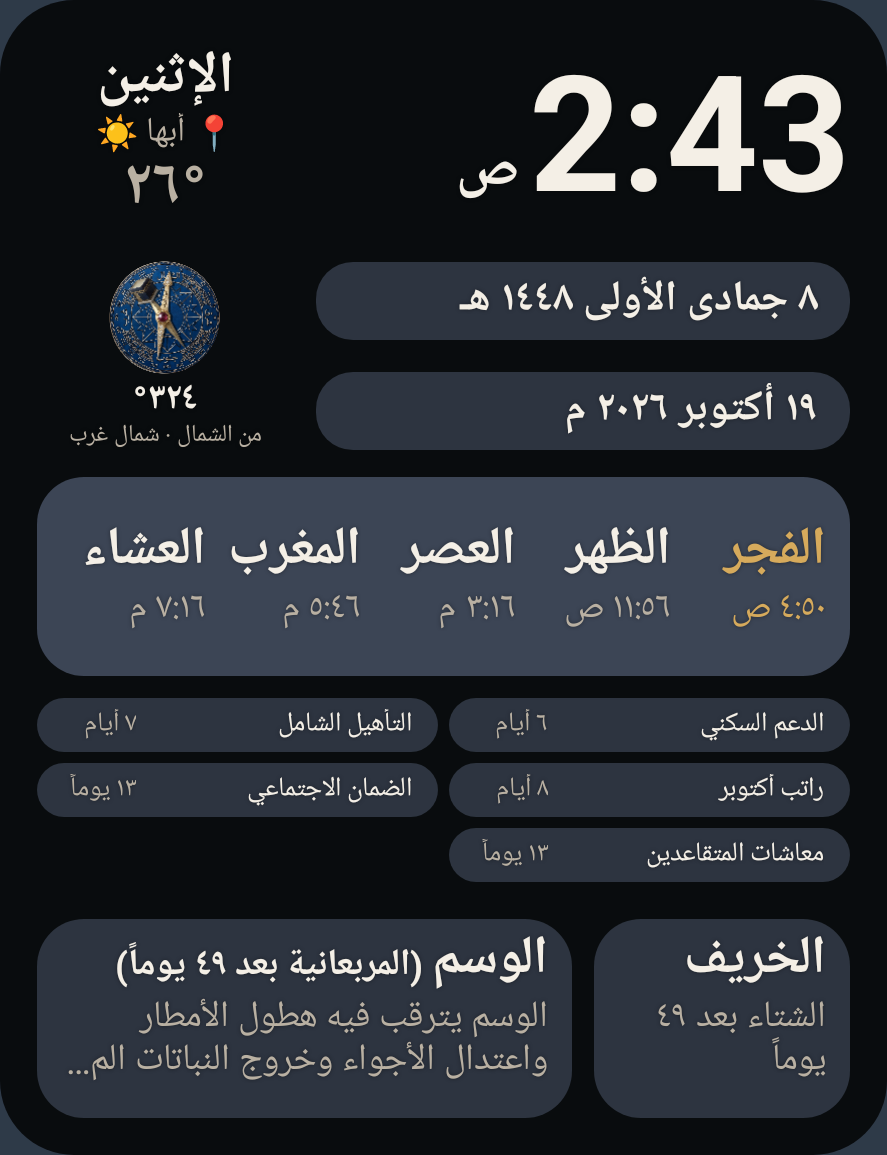 2:43 ص
الإثنين
أبها
٢٦°
٨ جمادى الأولى ١٤٤٨ هـ
١٩ أكتوبر ٢٠٢٦ م
٣٢٤°
من الشمال · شمال غرب
الفجر الظهر العصر المغرب العشاء
٤:٥٠ ص ١١:٥٦ ص ٣:١٦ م ٥:٤٦ م ٧:١٦ م
الدعم السكني ٦ أيام
التأهيل الشامل ٧ أيام
راتب أكتوبر ٨ أيام
الضمان الاجتماعي ١٣ يوماً
معاشات المتقاعدين ١٣ يوماً
الخريف
الشتاء بعد ٤٩
يوماً
الوسم (المربعانية بعد ٤٩ يوماً)
الوسم يترقب فيه هطول الأمطار
واعتدال الأجواء وخروج النباتات الم...